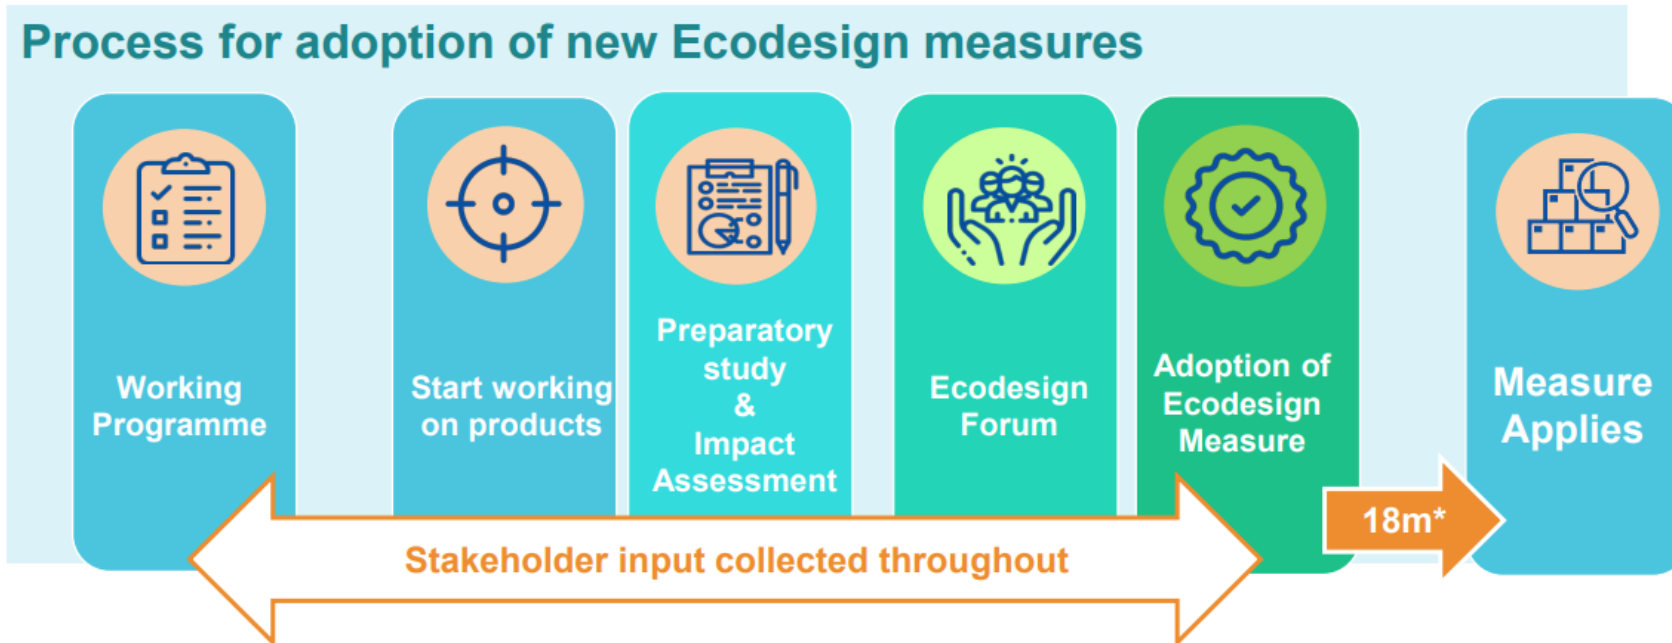 Process for adoption of new Ecodesign measures
Working
Programme
Start working
on products
Preparatory
study
&
Impact
Assessment
Ecodesign
Forum
Adoption of
Ecodesign
Measure
Measure
Applies
18m*
Stakeholder input collected throughout